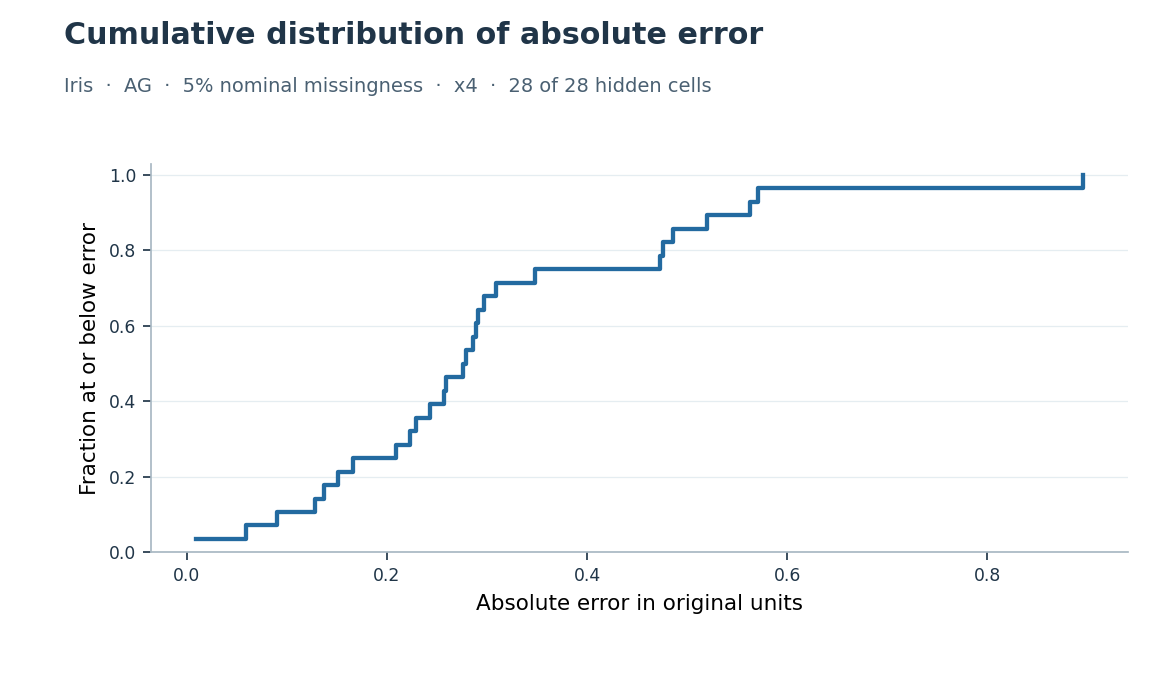 Cumulative distribution of absolute error
Iris · AG · 5% nominal missingness · x4 · 28 of 28 hidden cells
Fraction at or below error
1.0
0.8
0.6
0.4
0.2
0.0
0.0 0.2 0.4 0.6 0.8
Absolute error in original units